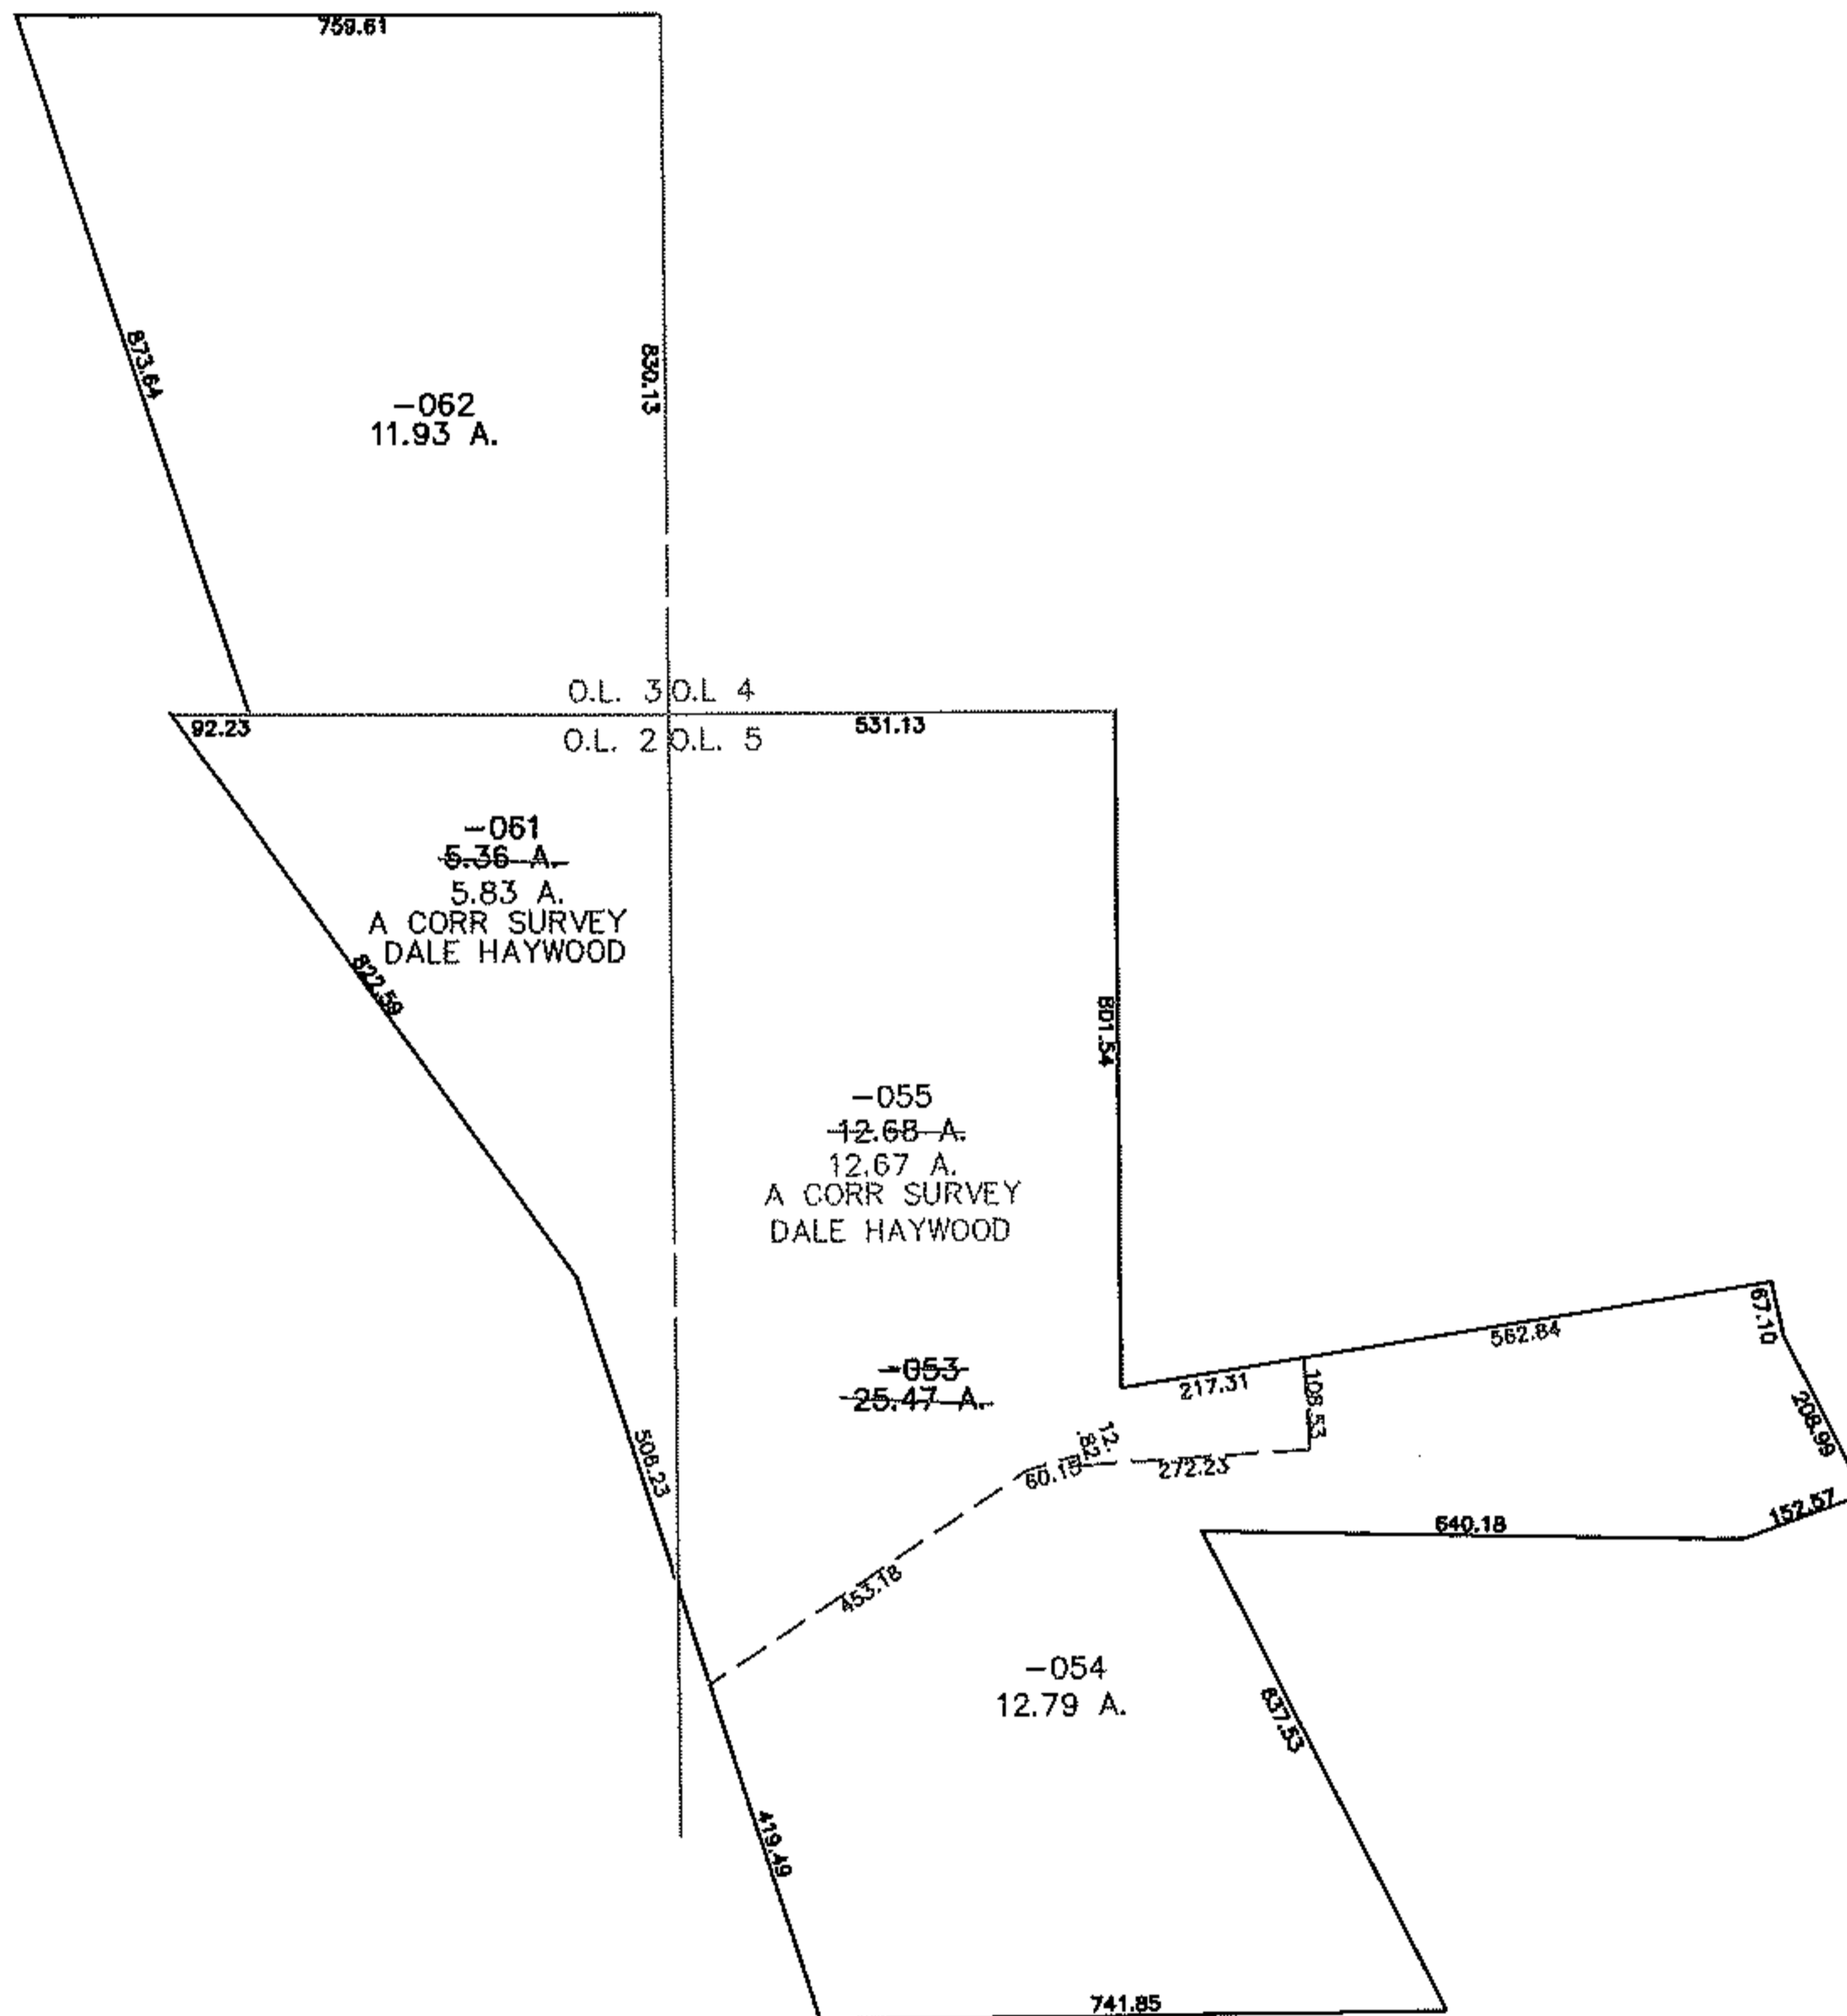 759.61
873.64
830.13
-062
11.93 A.
O.L. 3 O.L 4
92.23
531.13
O.L. 2 O.L. 5
-061
5.36 A.
5.83 A.
A CORR SURVEY
DALE HAYWOOD
822.59
801.54
-055
12.68 A.
12.67 A.
A CORR SURVEY
DALE HAYWOOD
67.10
562.84
-053
25.47 A.
217.31
108.53
208.99
12.
82
506.23
60.15
272.23
152.57
640.18
453.18
-054
12.79 A.
637.53
419.49
741.85